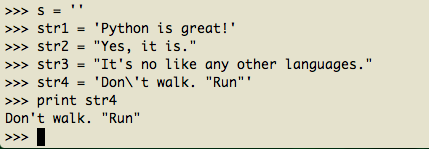 >>> s = ''
>>> str1 = 'Python is great!'
>>> str2 = "Yes, it is."
>>> str3 = "It's no like any other languages."
>>> str4 = 'Don\'t walk. "Run"'
>>> print str4
Don't walk. "Run"
>>>